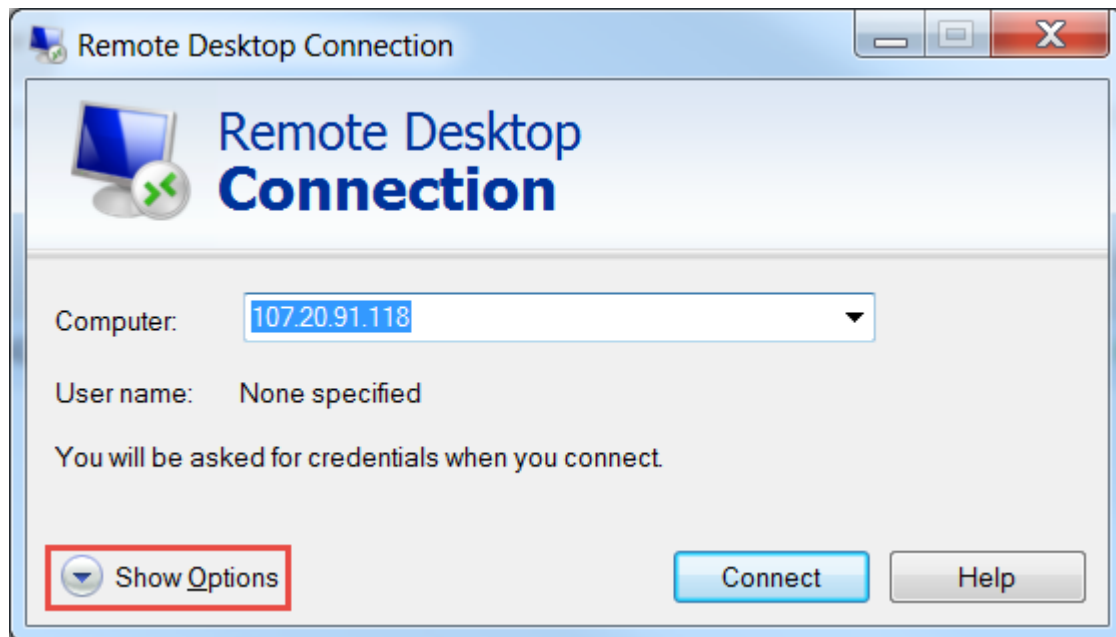 Remote Desktop Connection
Remote Desktop
Connection
Computer: 107.20.91.118
User name: None specified
You will be asked for credentials when you connect.
Show Options Connect Help